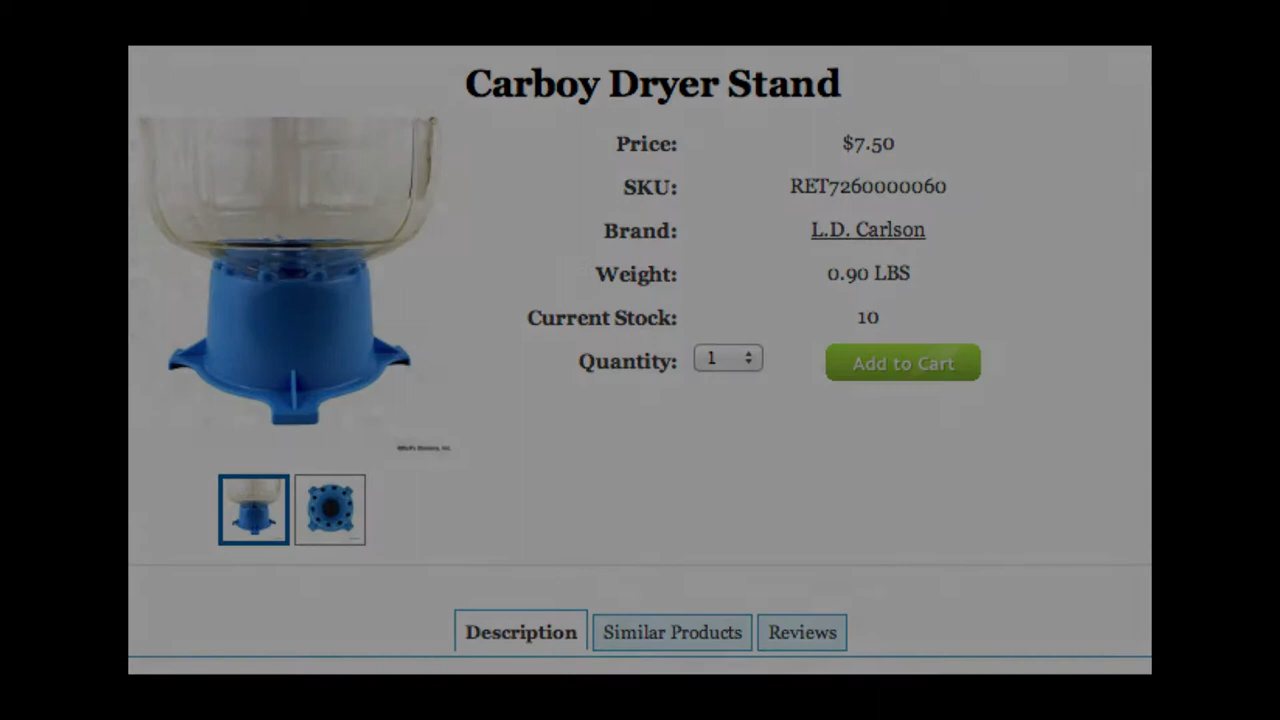 Carboy Dryer Stand
Price: $7.50
SKU: RET7260000060
Brand: L.D. Carlson
Weight: 0.90 LBS
Current Stock: 10
Quantity: 1 Add to Cart
Description Similar Products Reviews